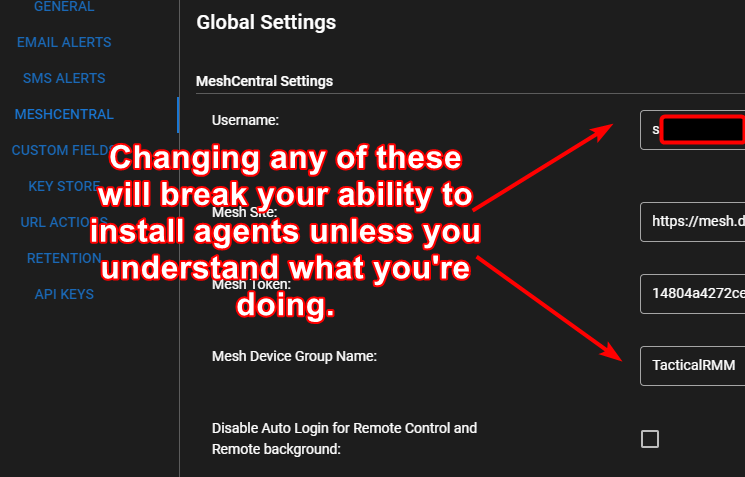 GENERAL
Global Settings
EMAIL ALERTS
SMS ALERTS
MeshCentral Settings
MESHCENTRAL
Username:
s
CUSTOM FIELDS
Changing any of these
will break your ability to
install agents unless you
understand what you're
doing.
KEY STORE
Mesh Site:
https://mesh.d
URL ACTIONS
RETENTION
Mesh Token:
14804a4272ce
API KEYS
Mesh Device Group Name:
TacticalRMM
Disable Auto Login for Remote Control and
Remote background: